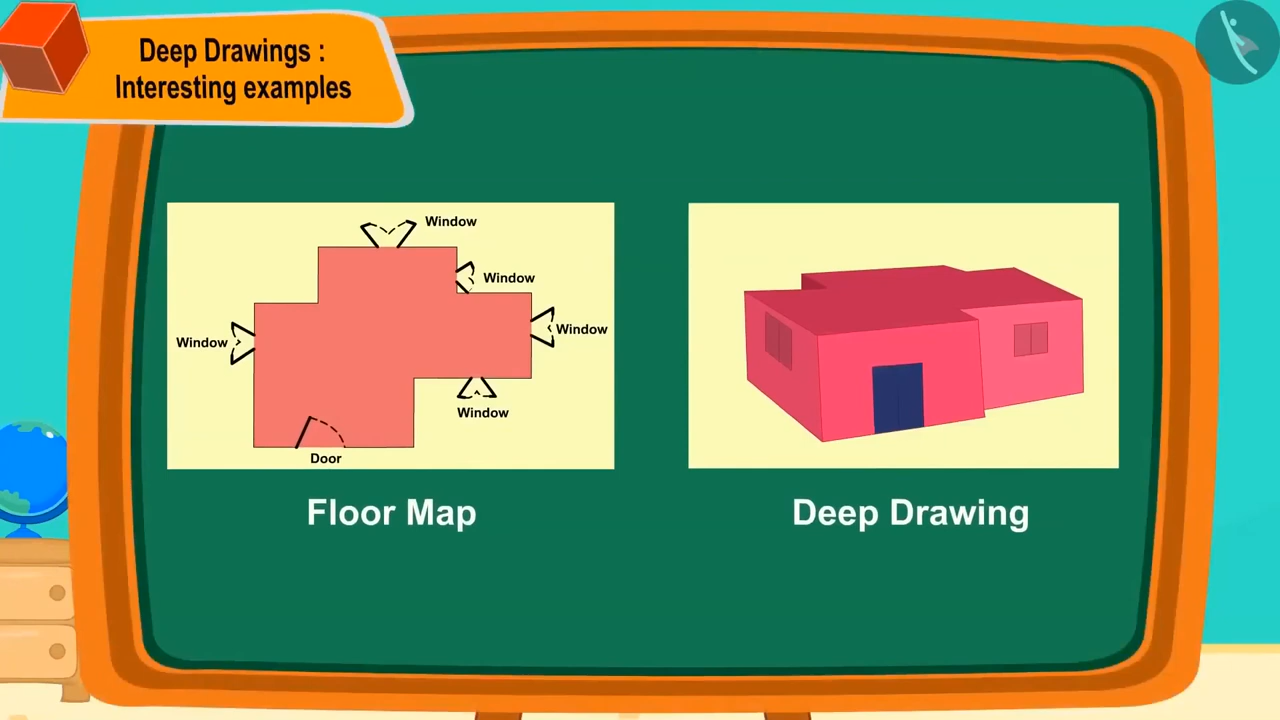 Deep Drawings :
Interesting examples
Window
Window
Window
Window
Window
Door
Floor Map
Deep Drawing